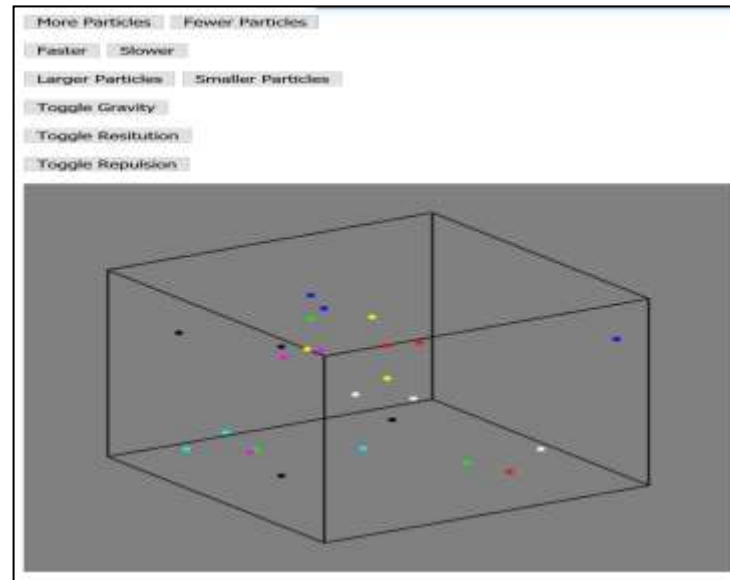 More Particles Fewer Particles
Faster Slower
Larger Particles Smaller Particles
Toggle Gravity
Toggle Resitution
Toggle Repulsion